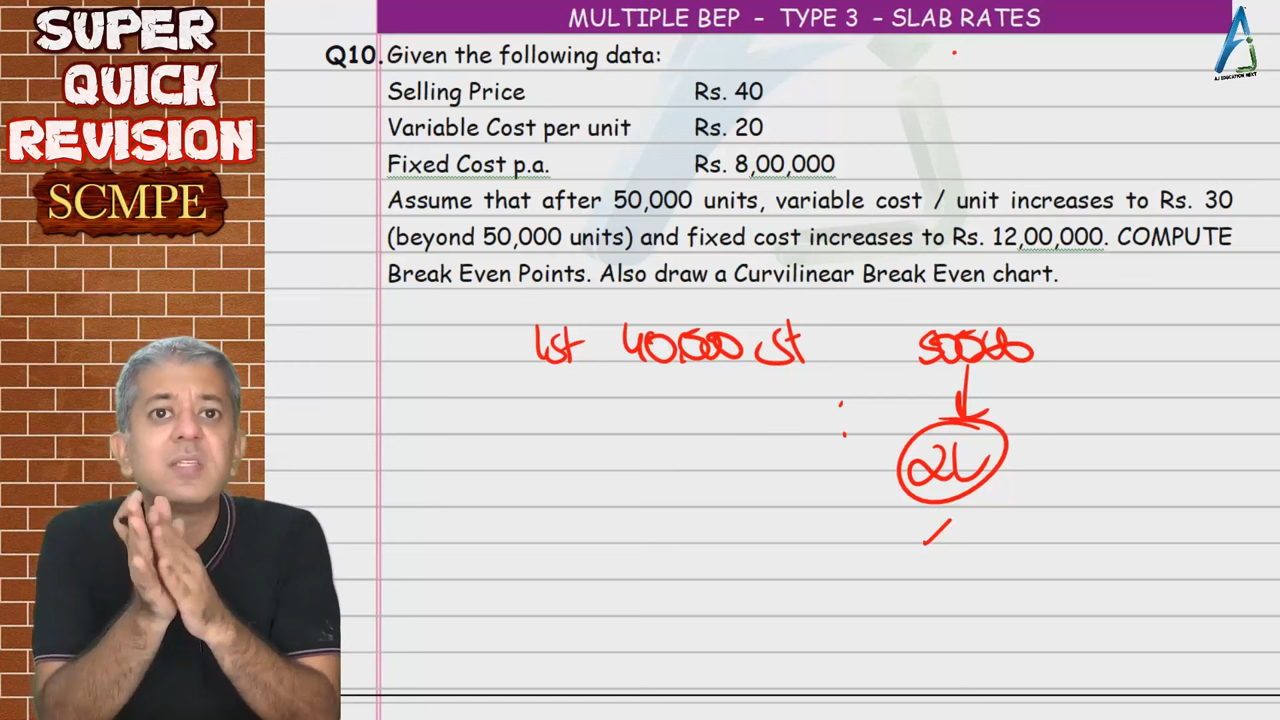 SUPER
QUICK
REVISION
SCMPE
MULTIPLE BEP – TYPE 3 – SLAB RATES
AJ EDUCATION NEXT
Q10. Given the following data:
Selling Price Rs. 40
Variable Cost per unit Rs. 20
Fixed Cost p.a. Rs. 8,00,000
Assume that after 50,000 units, variable cost / unit increases to Rs. 30
(beyond 50,000 units) and fixed cost increases to Rs. 12,00,000. COMPUTE
Break Even Points. Also draw a Curvilinear Break Even chart.
1st 40,000
2L